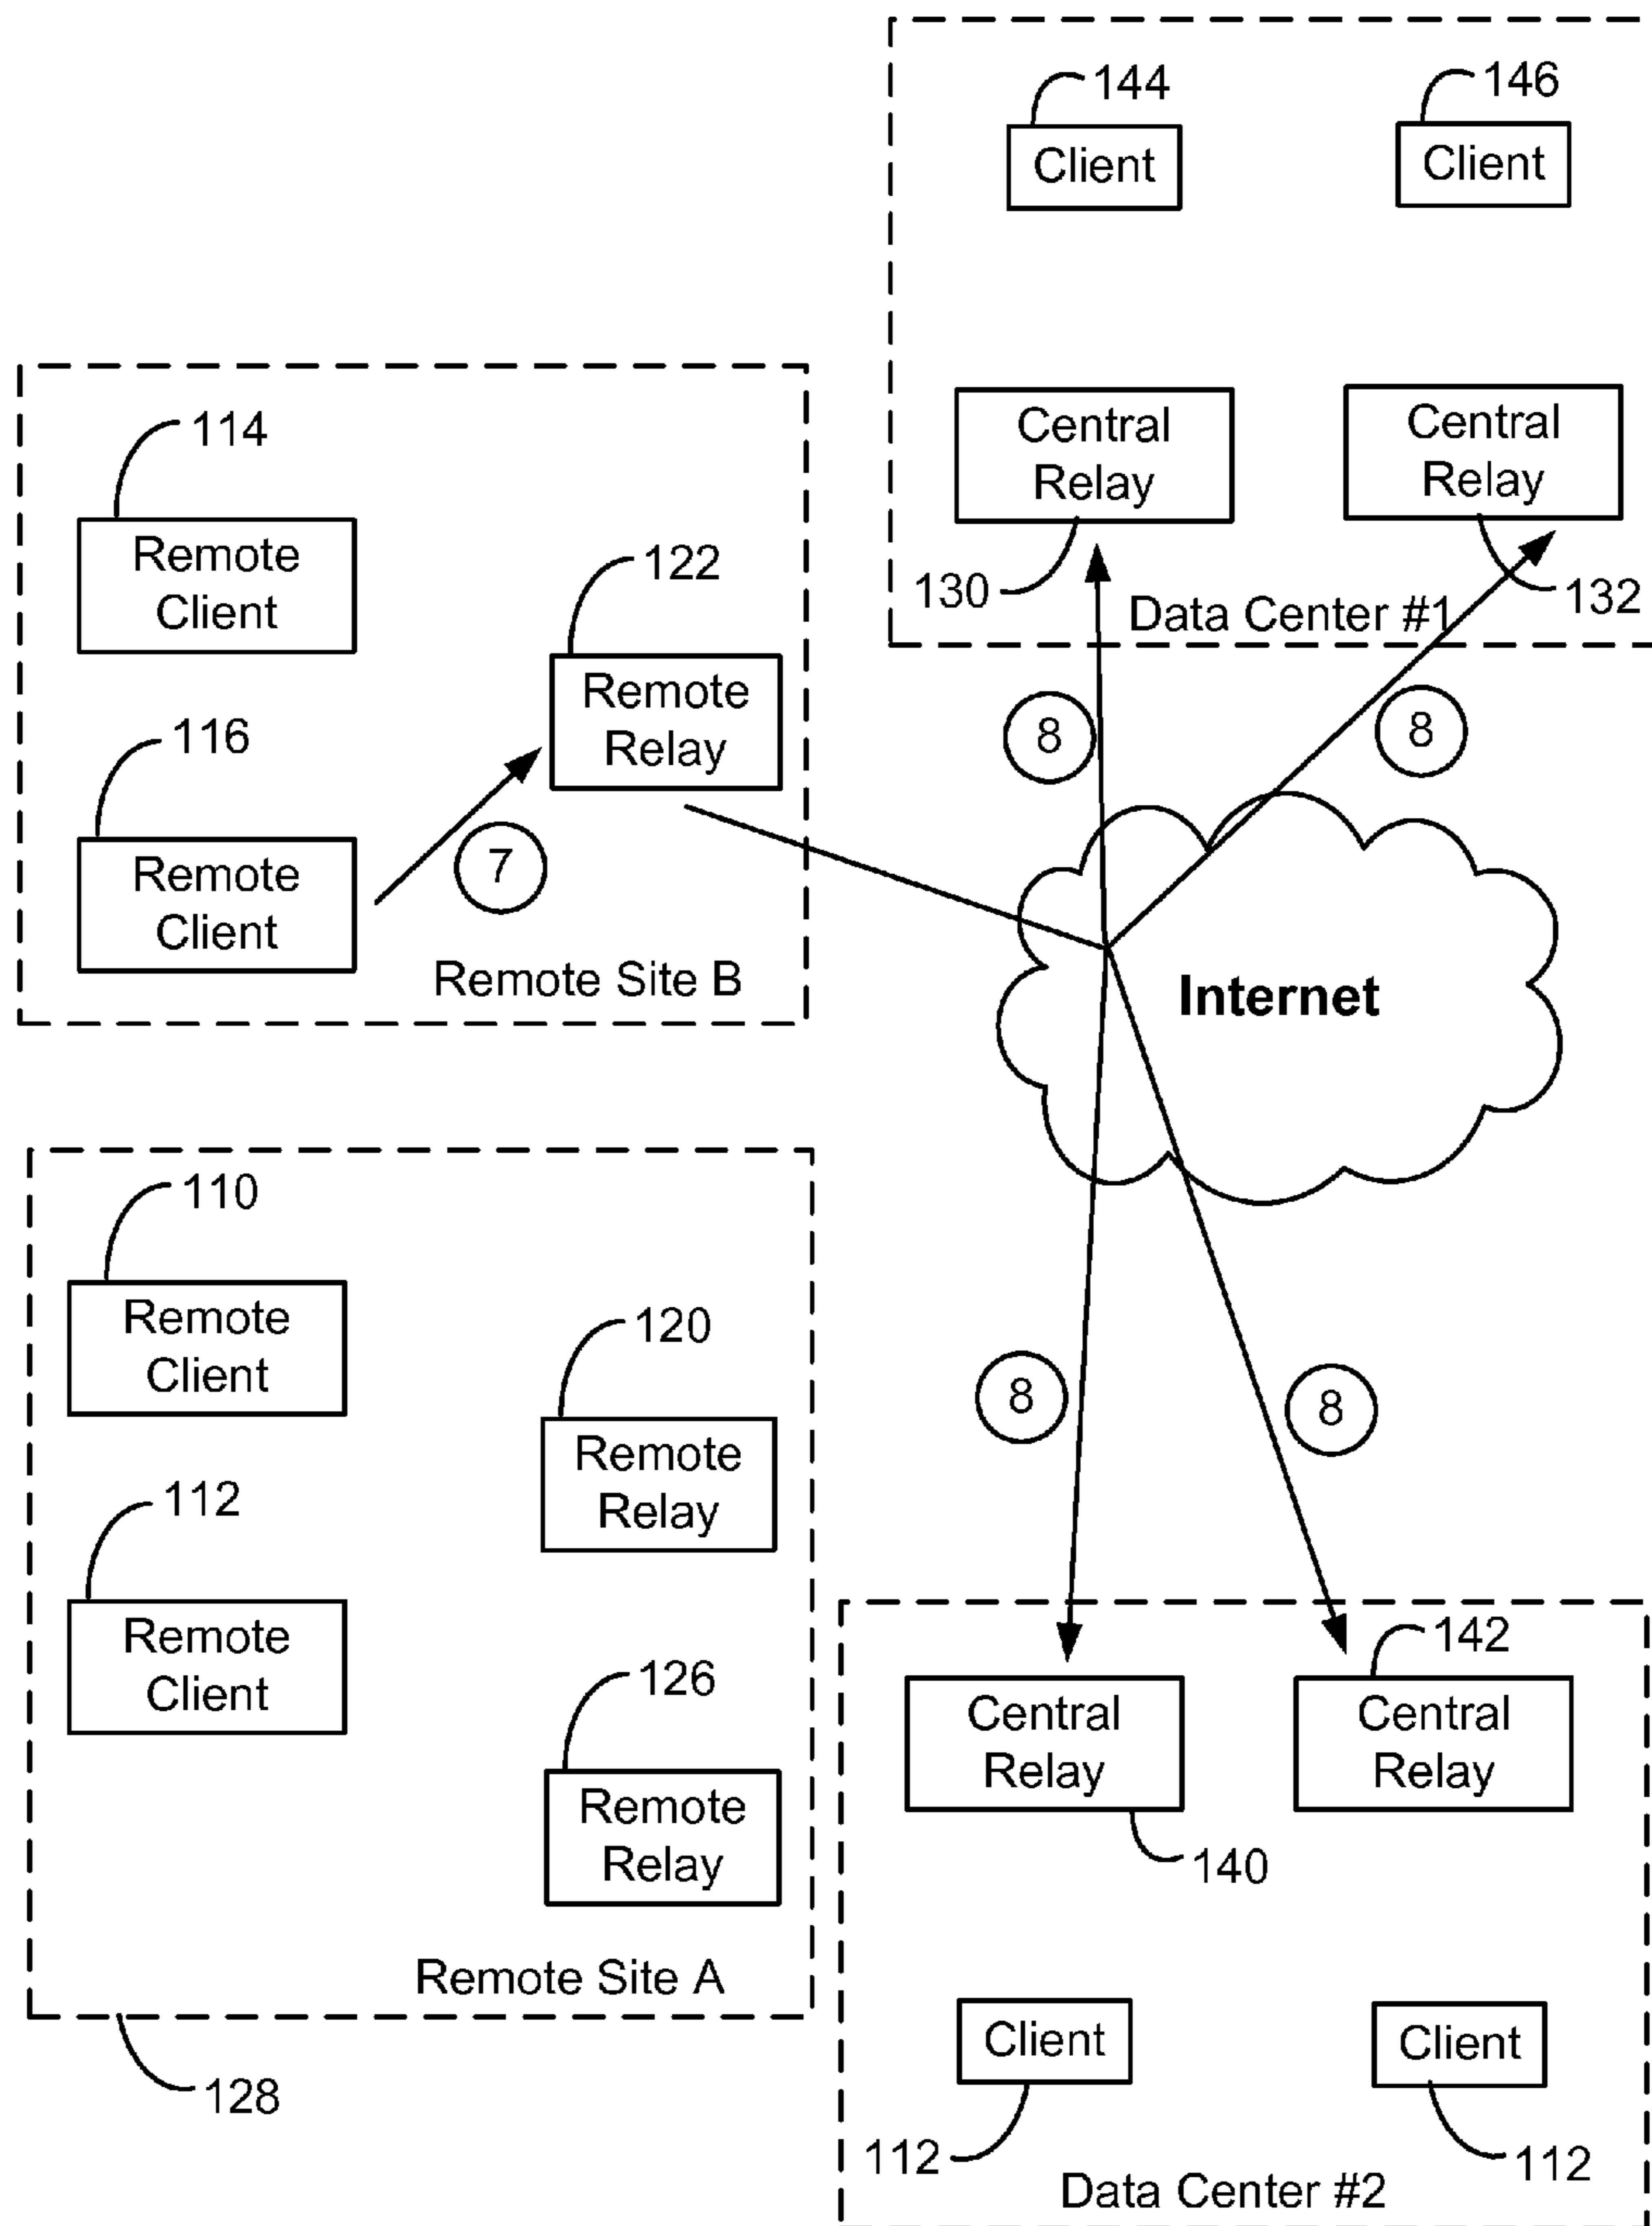 144
146
Client
Client
Central
Relay
Central
Relay
130
132
Data Center #1
114
Remote
Client
122
Remote
Relay
116
Remote
Client
7
Remote Site B
8
8
Internet
110
Remote
Client
120
Remote
Relay
112
Remote
Client
126
Remote
Relay
Remote Site A
128
8
8
142
Central
Relay
Central
Relay
140
Client
Client
112
112
Data Center #2